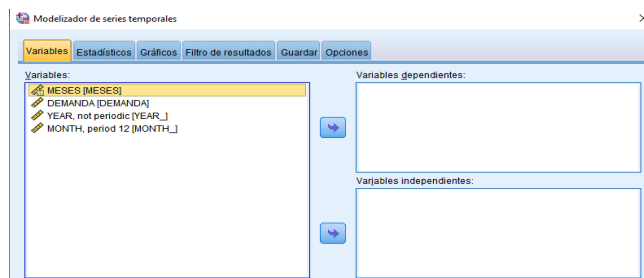 Modelizador de series temporales
Variables Estadísticos Gráficos Filtro de resultados Guardar Opciones
Variables:
MESES [MESES]
DEMANDA [DEMANDA]
YEAR, not periodic [YEAR_]
MONTH, period 12 [MONTH_]
Variables dependientes:
Variables independientes: